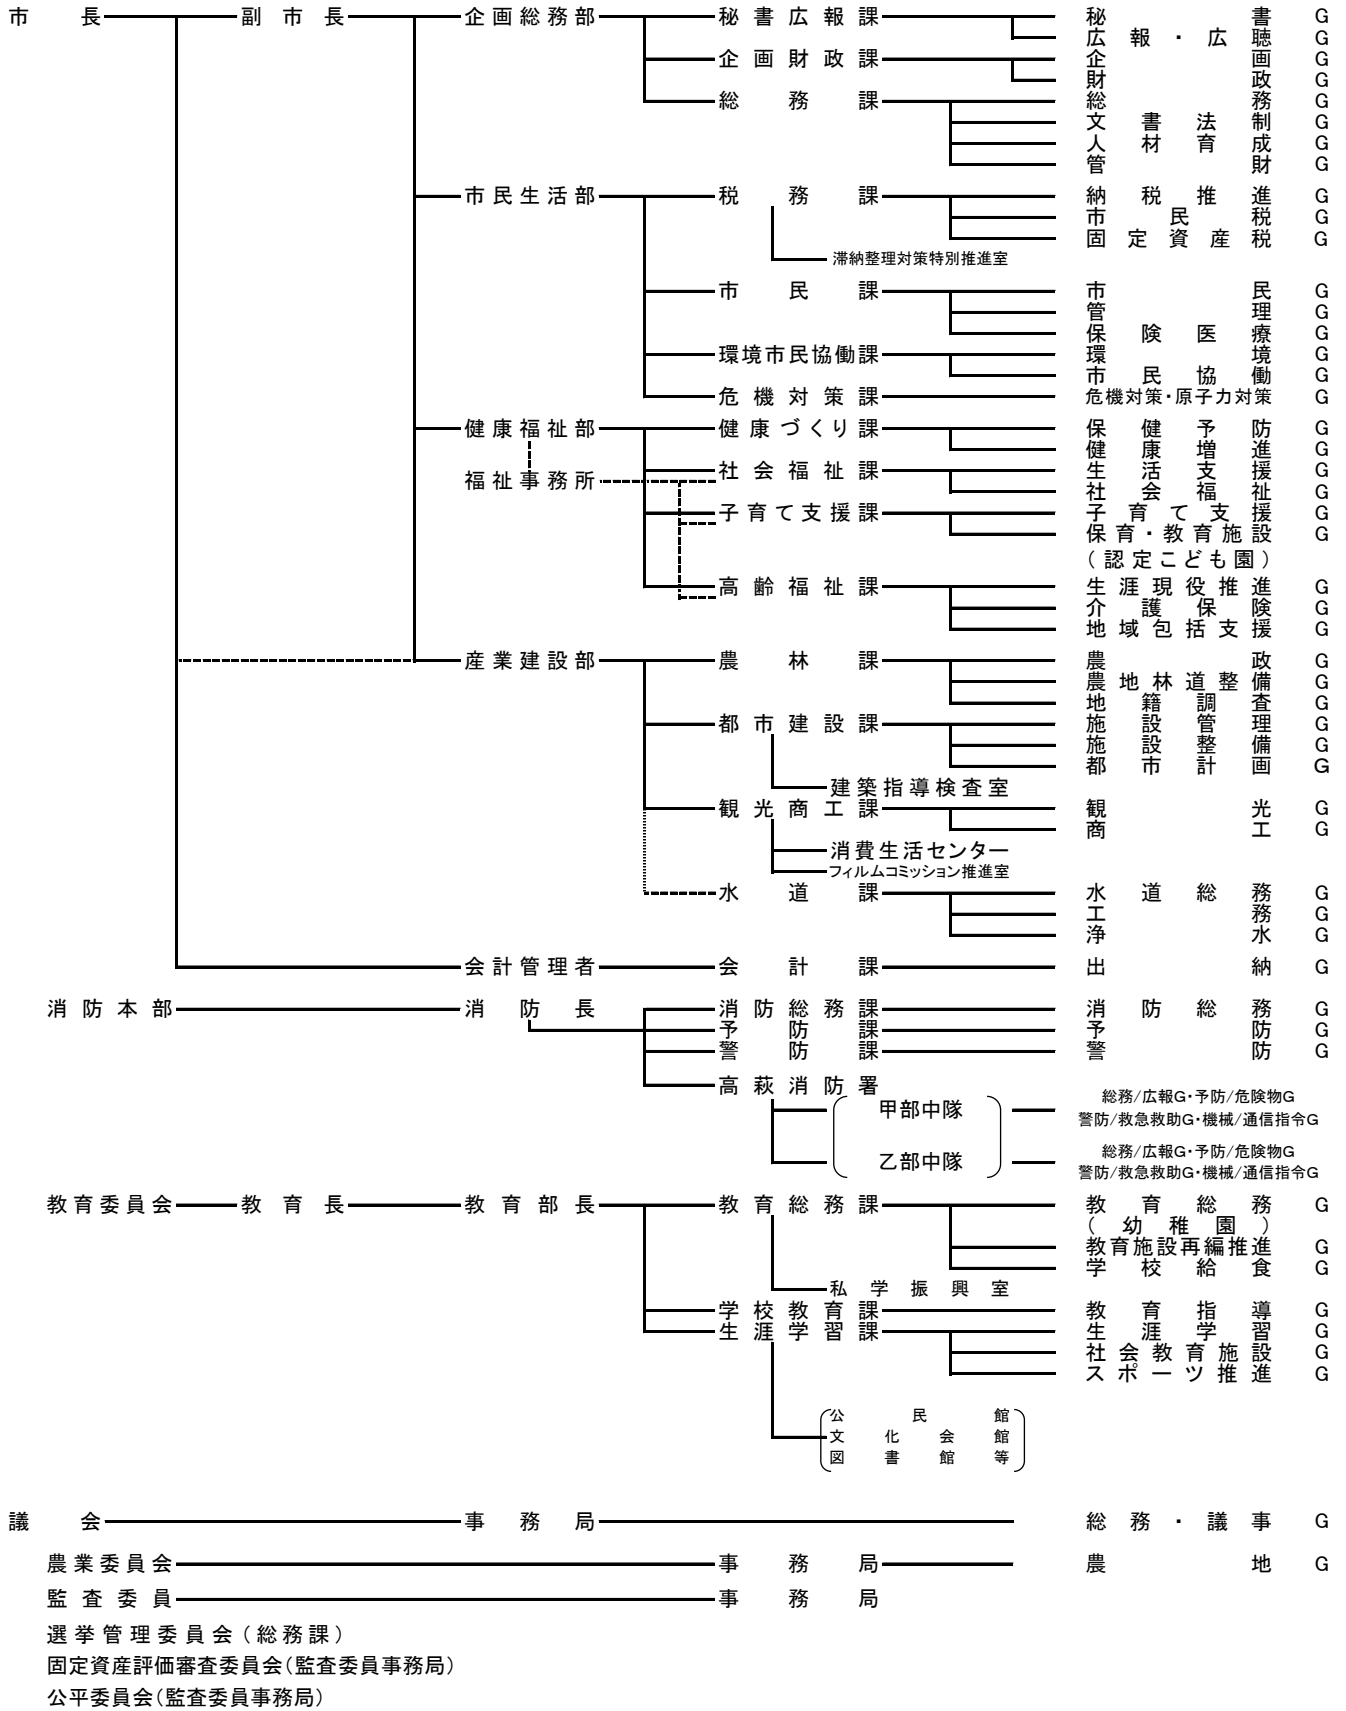 市長 副市長 企画総務部 秘書広報課 秘書G
広報・広聴G
企画財政課 企画G
財政G
総務課 総務G
文書法制G
人材育成G
管財G
市民生活部 税務課 納税推進G
市民税G
固定資産税G
滞納整理対策特別推進室
市民課 市民G
管理G
保険医療G
環境市民協働課 環境G
市民協働G
危機対策課 危機対策・原子力対策G
健康福祉部 健康づくり課 保健予防G
健康増進G
社会福祉課 生活支援G
福祉事務所 社会福祉G
子育て支援課 子育て支援G
保育・教育施設G
(認定こども園)
高齢福祉課 生涯現役推進G
介護保険G
地域包括支援G
産業建設部 農林課 農政G
農地林道整備G
地籍調査G
都市建設課 施設管理G
施設整備G
都市計画G
建築指導検査室
観光商工課 観光G
商工G
消費生活センター
フィルムコミッション推進室
水道課 水道総務G
工務G
浄水G
会計管理者 会計課 出納G
消防本部 消防長 消防総務課 消防総務G
予防課 予防G
警防課 警防G
高萩消防署
総務/広報G・予防/危険物G
甲部中隊
警防/救急救助G・機械/通信指令G
総務/広報G・予防/危険物G
乙部中隊
警防/救急救助G・機械/通信指令G
教育委員会 教育長 教育部長 教育総務課 教育総務G
(幼稚園)
教育施設再編推進G
学校給食G
私学振興室
学校教育課 教育指導G
生涯学習課 生涯学習G
社会教育施設G
スポーツ推進G
公民館
文化会館
図書館等
議会 事務局 総務・議事G
農業委員会 事務局 農地G
監査委員 事務局
選挙管理委員会(総務課)
固定資産評価審査委員会(監査委員事務局)
公平委員会(監査委員事務局)